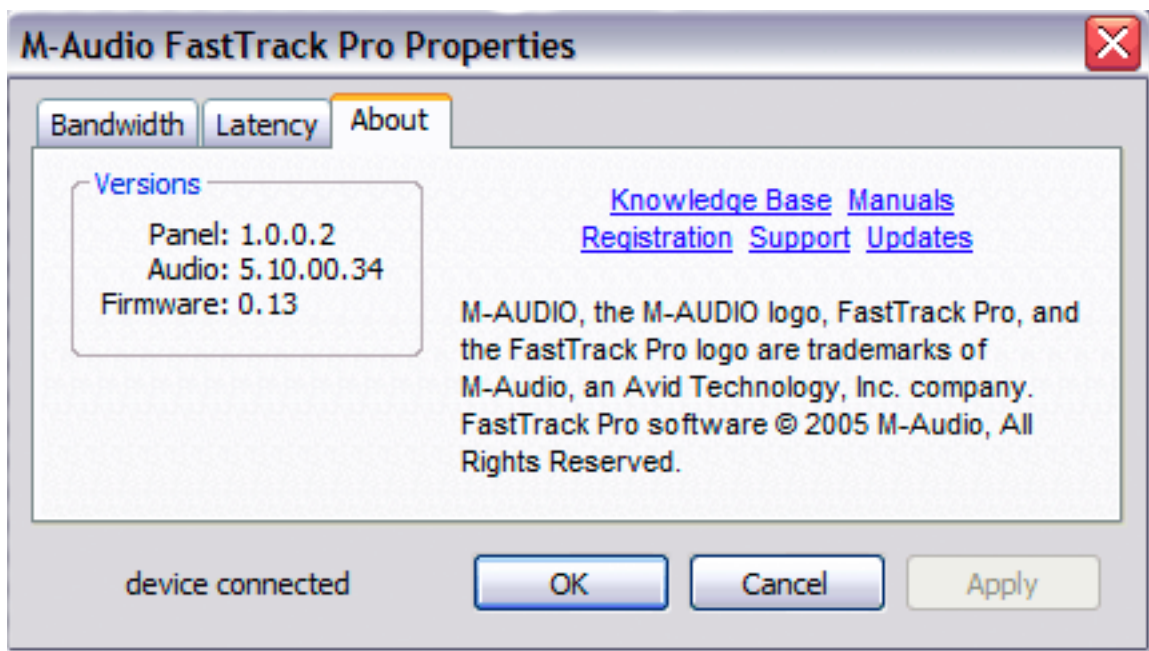 M-Audio FastTrack Pro Properties
Bandwidth Latency About
Versions
Panel: 1.0.0.2
Audio: 5.10.00.34
Firmware: 0.13
Knowledge Base Manuals
Registration Support Updates
M-AUDIO, the M-AUDIO logo, FastTrack Pro, and
the FastTrack Pro logo are trademarks of
M-Audio, an Avid Technology, Inc. company.
FastTrack Pro software © 2005 M-Audio, All
Rights Reserved.
device connected OK Cancel Apply